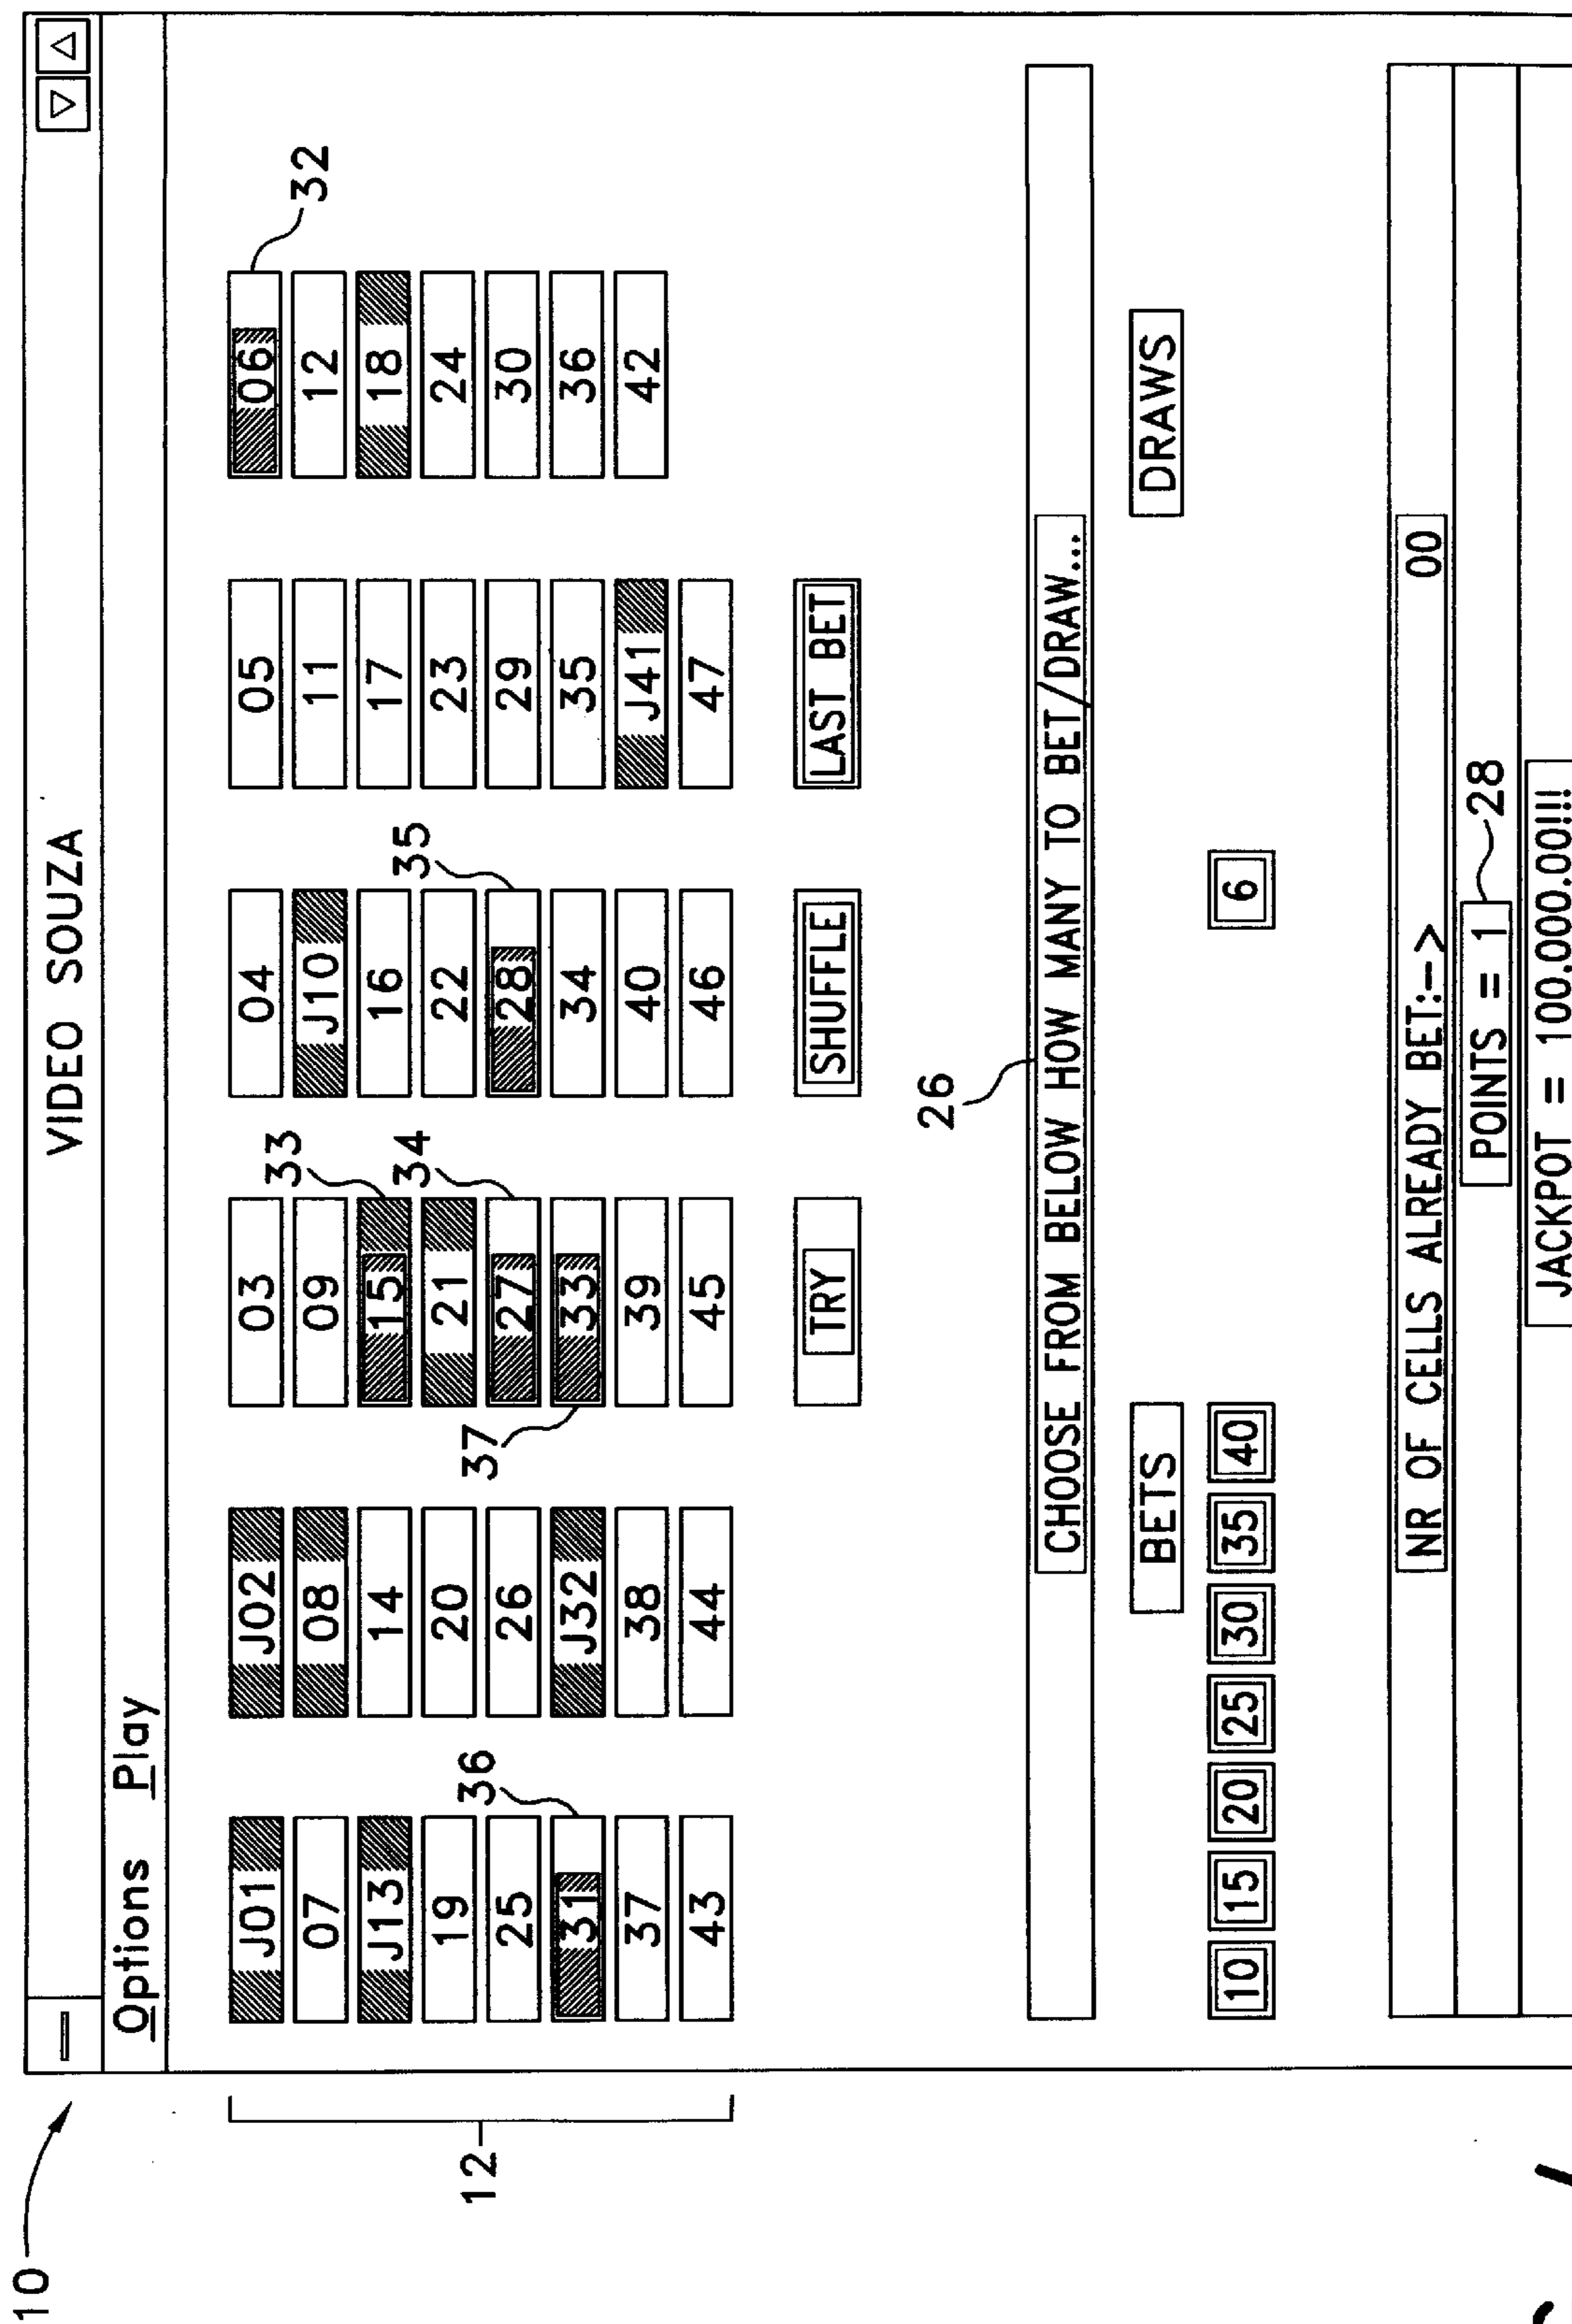 10
VIDEO SOUZA
Options Play
J01 J02 03 04 05 06 32
07 08 09 J10 11 12
33
J13 14 15 16 17 18
34 35
19 20 21 22 23 24
36 37
25 26 27 28 29 30
31 J32 33 34 35 36
37 38 39 40 J41 42
43 44 45 46 47
12
TRY SHUFFLE LAST BET
26
CHOOSE FROM BELOW HOW MANY TO BET/DRAW...
BETS DRAWS
10 15 20 25 30 35 40 6
NR OF CELLS ALREADY BET:--> 00
POINTS = 1 28
JACKPOT = 100.000.00!!!